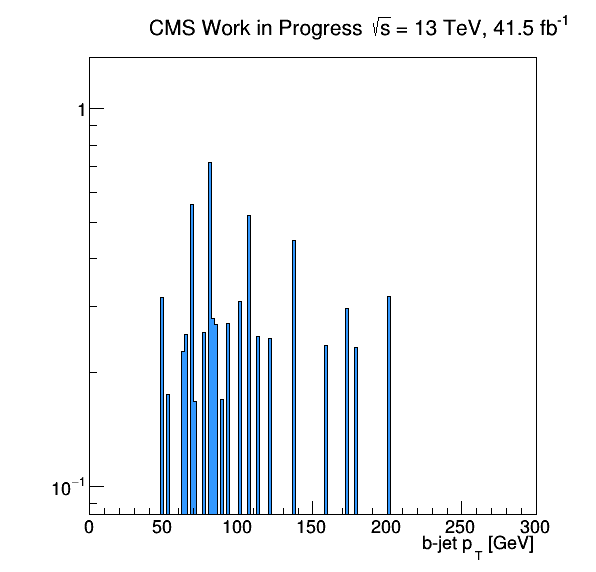 CMS Work in Progress √s = 13 TeV, 41.5 fb⁻¹
1
10⁻¹
0 50 100 150 200 250 300
b-jet p_T [GeV]